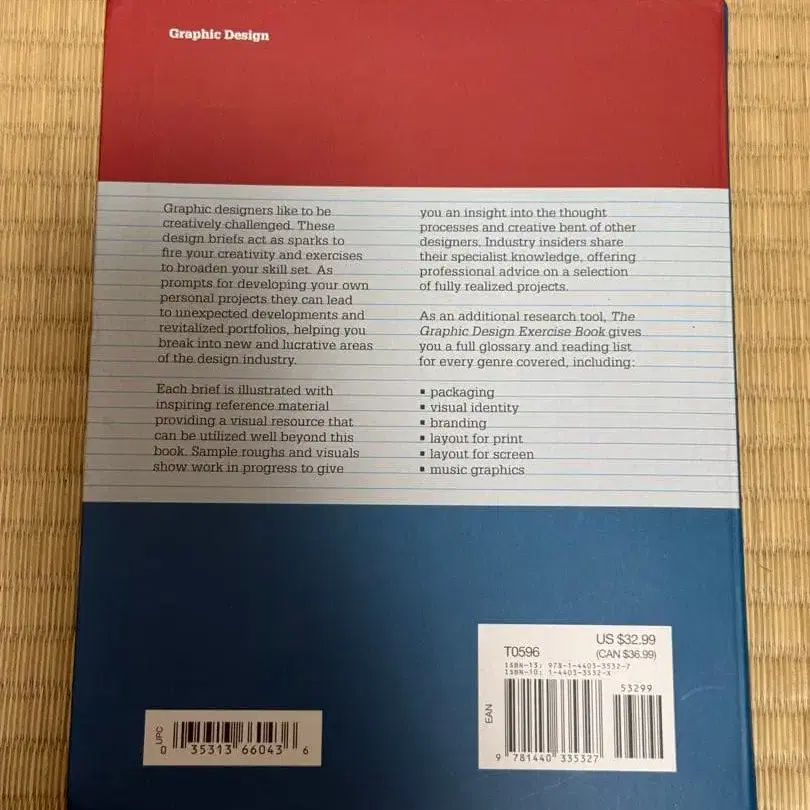 Graphic Design
Graphic designers like to be
creatively challenged. These
design briefs act as sparks to
fire your creativity and exercises
to broaden your skill set. As
prompts for developing your own
personal projects they can lead
to unexpected developments and
revitalized portfolios, helping you
break into new and lucrative areas
of the design industry.
Each brief is illustrated with
inspiring reference material
providing a visual resource that
can be utilized well beyond this
book. Sample roughs and visuals
show work in progress to give
you an insight into the thought
processes and creative bent of other
designers. Industry insiders share
their specialist knowledge, offering
professional advice on a selection
of fully realized projects.
As an additional research tool, The
Graphic Design Exercise Book gives
you a full glossary and reading list
for every genre covered, including:
▪ packaging
▪ visual identity
▪ branding
▪ layout for print
▪ layout for screen
▪ music graphics
UPC
0 35313 66043 6
T0596
US $32.99
(CAN $36.99)
ISBN-13: 978-1-4403-3532-7
ISBN-10: 1-4403-3532-X
53299
EAN
9 781440 335327